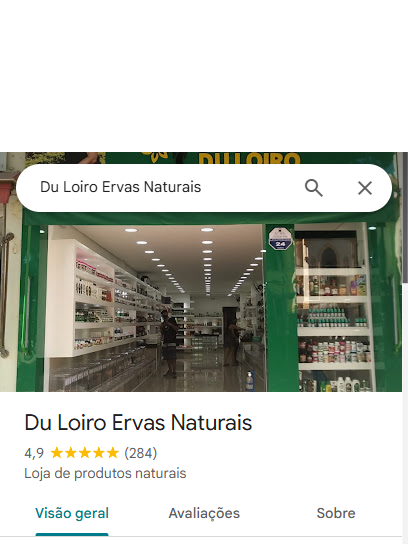 DU LOIRO
Du Loiro Ervas Naturais
24
Du Loiro Ervas Naturais
4,9 (284)
Loja de produtos naturais
Visão geral Avaliações Sobre